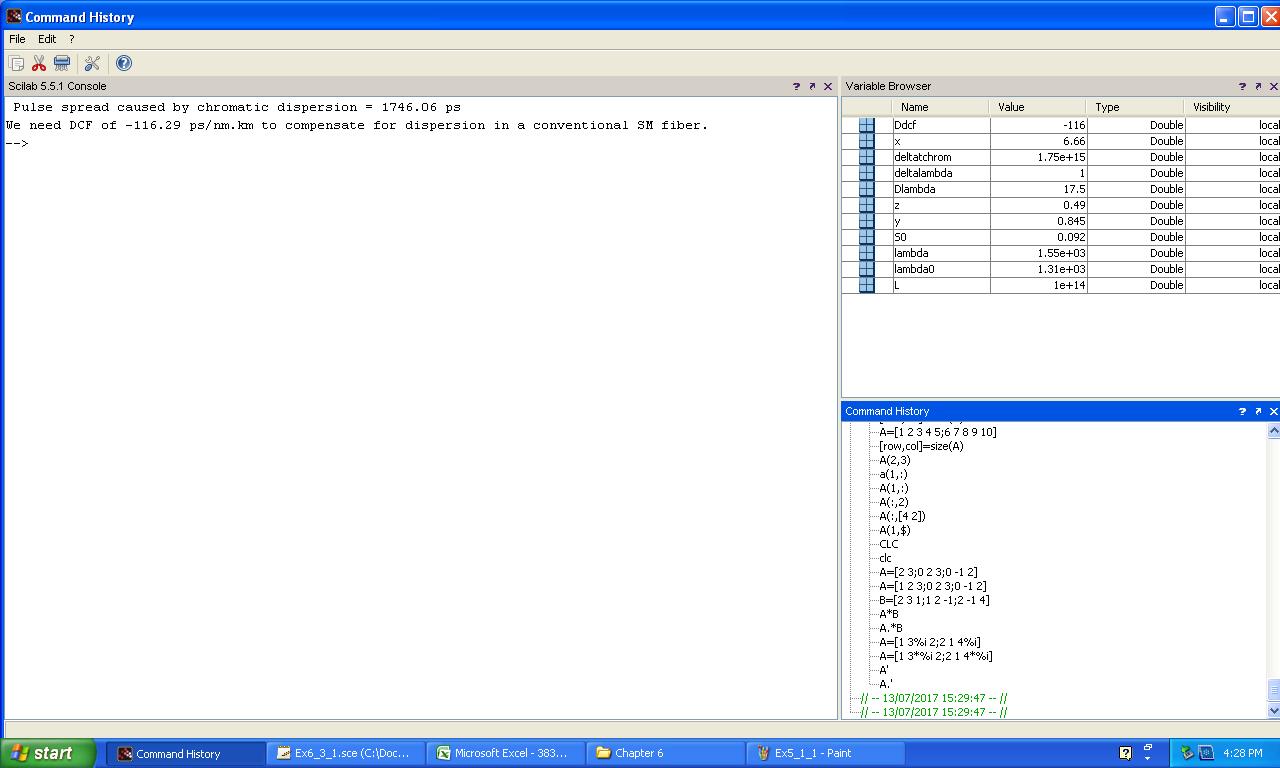 Command History
File Edit ?
Scilab 5.5.1 Console
Pulse spread caused by chromatic dispersion = 1746.06 ps
We need DCF of -116.29 ps/nm.km to compensate for dispersion in a conventional SM fiber.
-->
Variable Browser
Name Value Type Visibility
Ddcf -116 Double local
x 6.66 Double local
deltatchrom 1.75e+15 Double local
deltalambda 1 Double local
Dlambda 17.5 Double local
z 0.49 Double local
y 0.845 Double local
S0 0.092 Double local
lambda 1.55e+03 Double local
lambda0 1.31e+03 Double local
L 1e+14 Double local
Command History
A=[1 2 3 4 5;6 7 8 9 10]
[row,col]=size(A)
A(2,3)
a(1,:)
A(1,:)
A(:,2)
A(:,[4 2])
A(1,$)
CLC
clc
A=[2 3;0 2 3;0 -1 2]
A=[1 2 3;0 2 3;0 -1 2]
B=[2 3 1;1 2 -1;2 -1 4]
A*B
A.*B
A=[1 3%i 2;2 1 4%i]
A=[1 3*%i 2;2 1 4*%i]
A'
A.'
// -- 13/07/2017 15:29:47 -- //
// -- 13/07/2017 15:29:47 -- //
start Command History Ex6_3_1.sce (C:\Doc... Microsoft Excel - 383... Chapter 6 Ex5_1_1 - Paint 4:28 PM